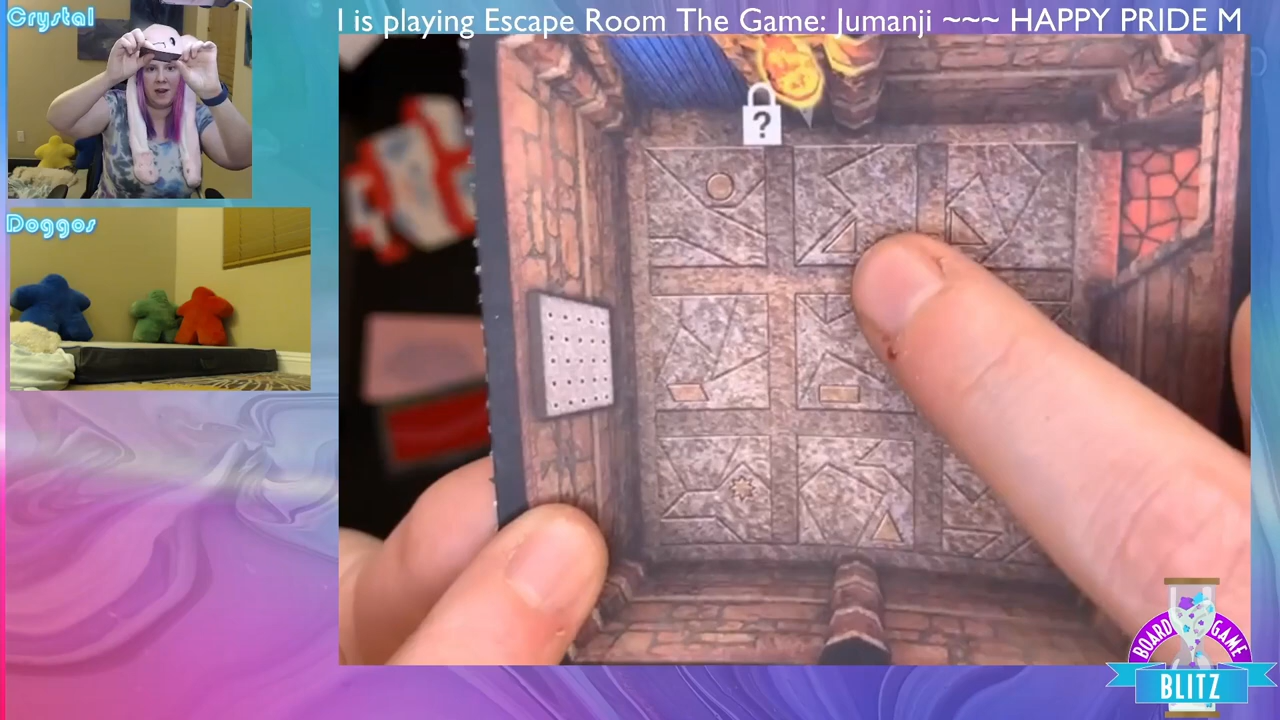 Crystal
I is playing Escape Room The Game: Jumanji ~~~ HAPPY PRIDE M
?
Doggos
BOARD GAME
BLITZ